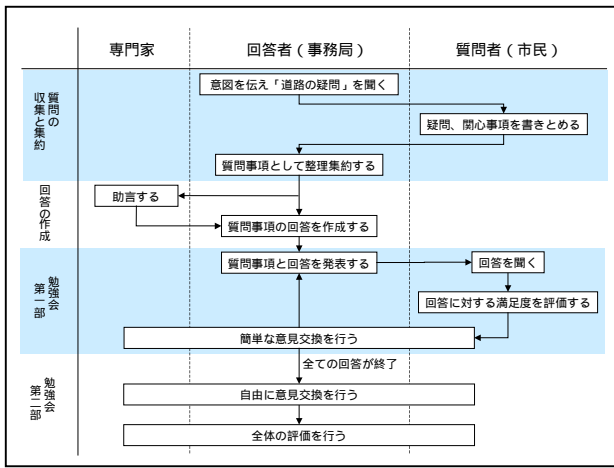 専門家
回答者（事務局）
質問者（市民）
質問の
収集と集約
意図を伝え「道路の疑問」を聞く
疑問、関心事項を書きとめる
質問事項として整理集約する
回答の作成
助言する
質問事項の回答を作成する
勉強会
第一部
質問事項と回答を発表する
回答を聞く
回答に対する満足度を評価する
簡単な意見交換を行う
全ての回答が終了
勉強会
第二部
自由に意見交換を行う
全体の評価を行う